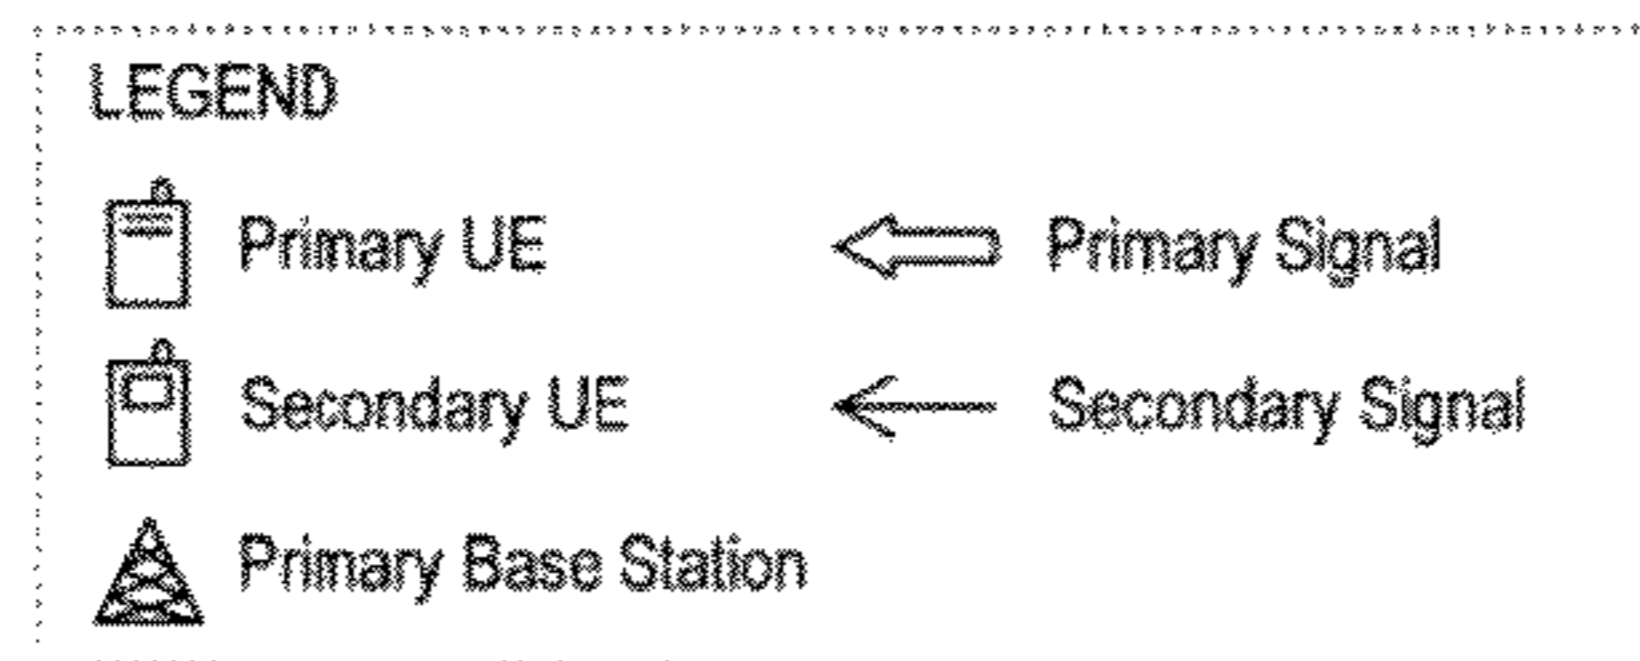 LEGEND
Primary UE Primary Signal
Secondary UE Secondary Signal
Primary Base Station